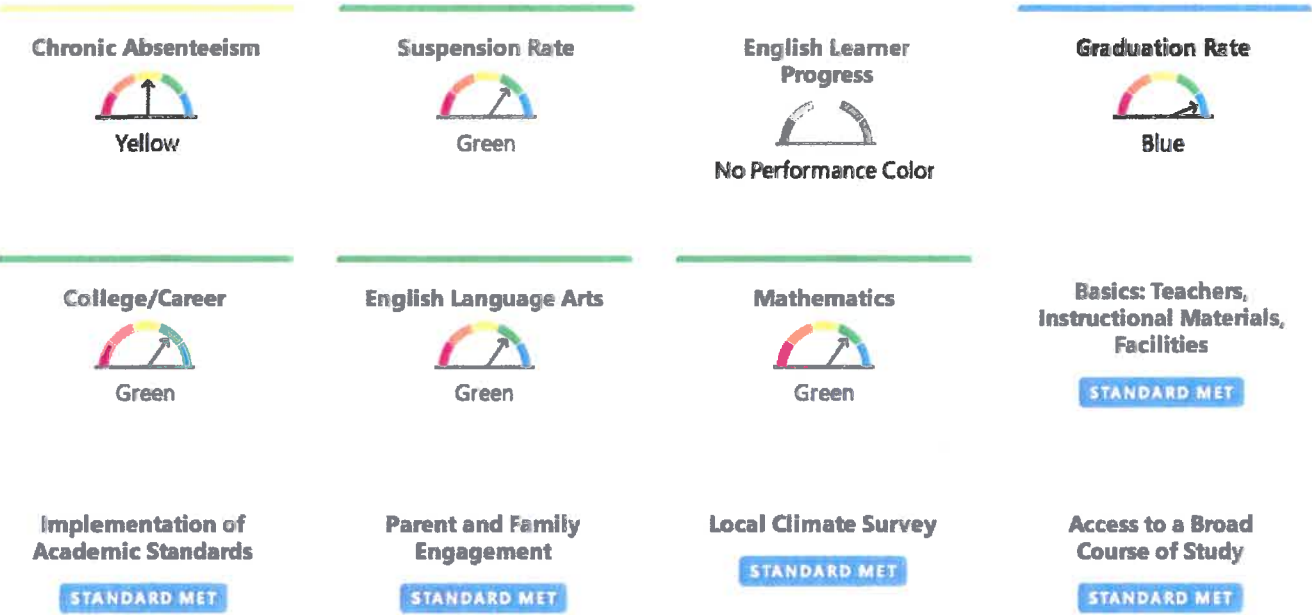 Chronic Absenteeism
Yellow
Suspension Rate
Green
English Learner
Progress
No Performance Color
Graduation Rate
Blue
College/Career
Green
English Language Arts
Green
Mathematics
Green
Basics: Teachers,
Instructional Materials,
Facilities
STANDARD MET
Implementation of
Academic Standards
STANDARD MET
Parent and Family
Engagement
STANDARD MET
Local Climate Survey
STANDARD MET
Access to a Broad
Course of Study
STANDARD MET